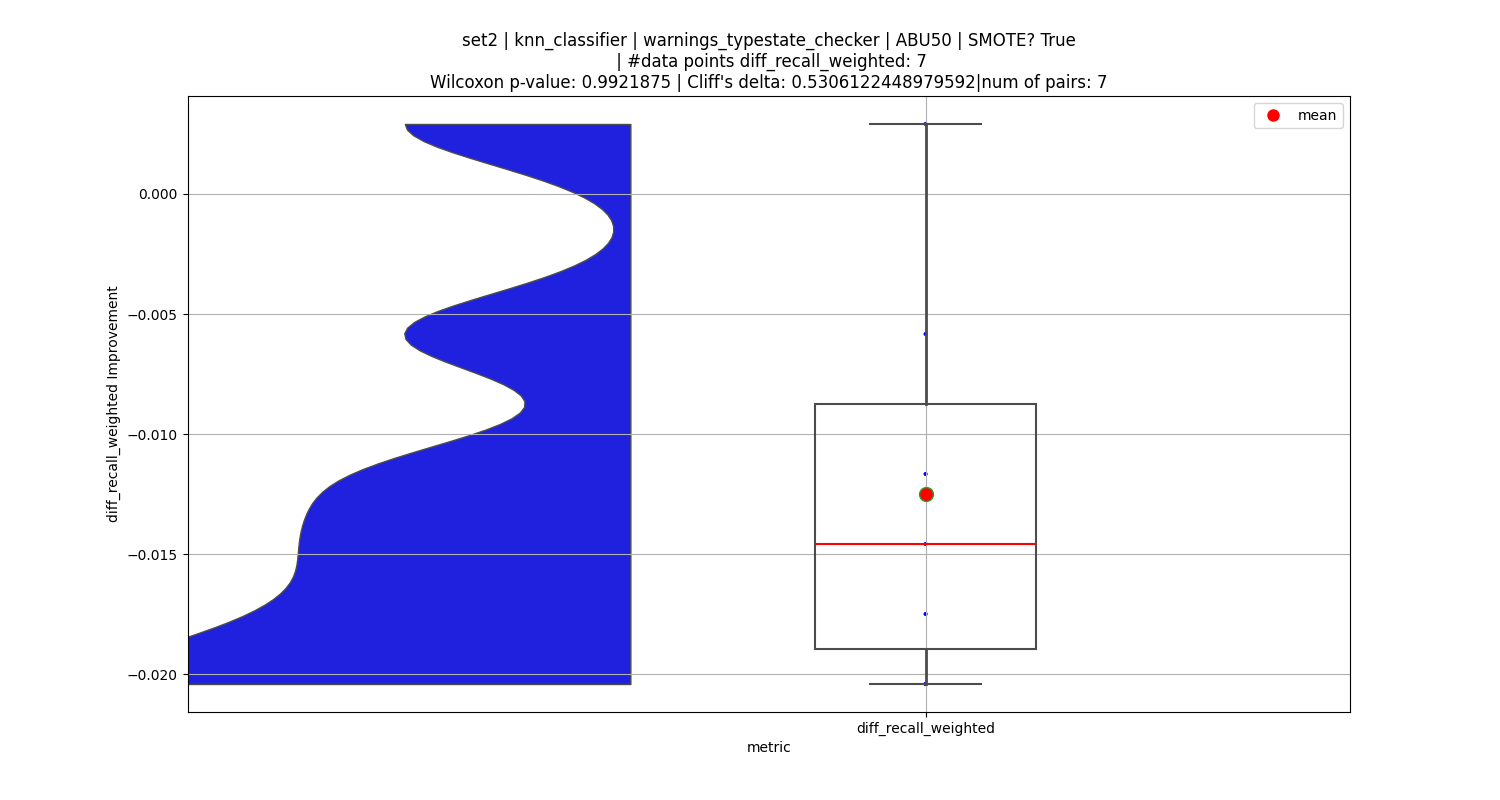 set2 | knn_classifier | warnings_typestate_checker | ABU50 | SMOTE? True
| #data points diff_recall_weighted: 7
Wilcoxon p-value: 0.9921875 | Cliff's delta: 0.5306122448979592|num of pairs: 7
mean
0.000
−0.005
−0.010
−0.015
−0.020
diff_recall_weighted Improvement
diff_recall_weighted
metric